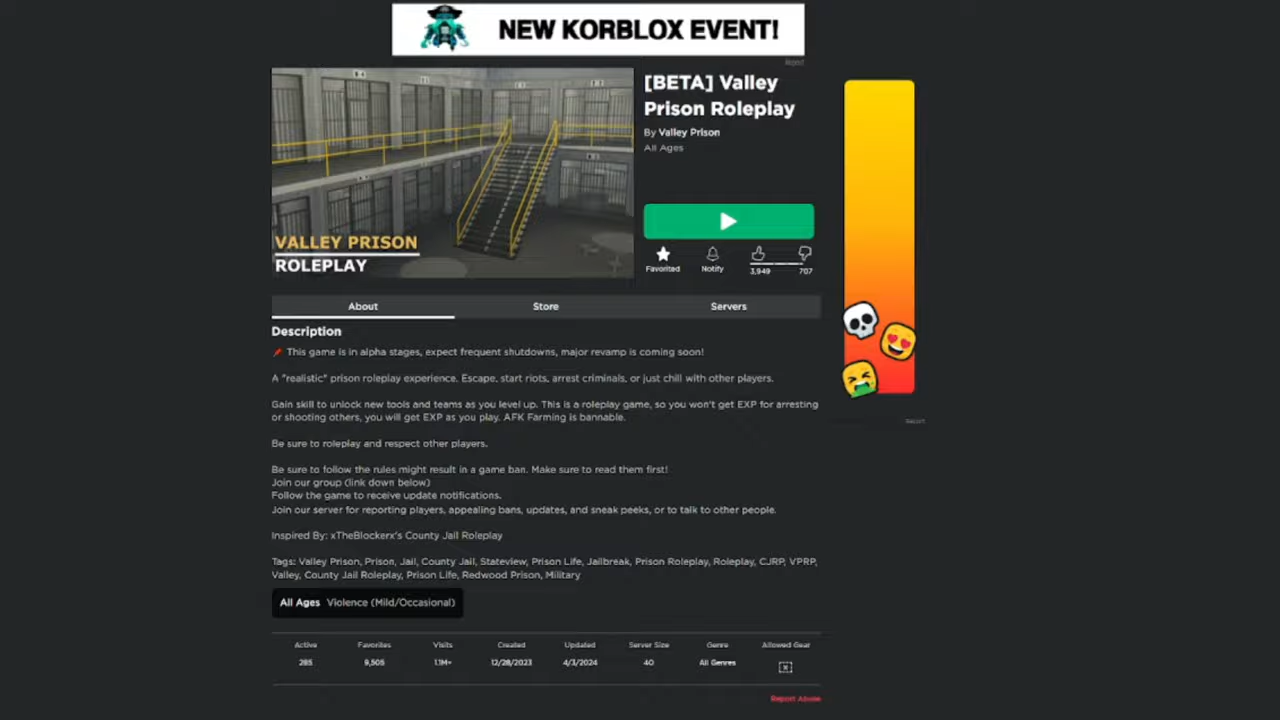 NEW KORBLOX EVENT!
Report
[BETA] Valley
Prison Roleplay
By Valley Prison
All Ages
VALLEY PRISON
ROLEPLAY
Favorited
Notify
3,949
707
About
Store
Servers
Description
This game is in alpha stages, expect frequent shutdowns, major revamp is coming soon!
A "realistic" prison roleplay experience. Escape, start riots, arrest criminals, or just chill with other players.
Gain skill to unlock new tools and teams as you level up. This is a roleplay game, so you won't get EXP for arresting
or shooting others, you will get EXP as you play. AFK Farming is bannable.
Be sure to roleplay and respect other players.
Be sure to follow the rules might result in a game ban. Make sure to read them first!
Join our group (link down below)
Follow the game to receive update notifications.
Join our server for reporting players, appealing bans, updates, and sneak peeks, or to talk to other people.
Inspired By: xTheBlockerx's County Jail Roleplay
Tags: Valley Prison, Prison, Jail, County Jail, Stateview, Prison Life, Jailbreak, Prison Roleplay, Roleplay, CJRP, VPRP,
Valley, County Jail Roleplay, Prison Life, Redwood Prison, Military
All Ages Violence (Mild/Occasional)
Active Favorites Visits Created Updated Server Size Genre Allowed Gear
285 9,505 1.1M+ 12/28/2023 4/3/2024 40 All Genres
Report
Report Abuse